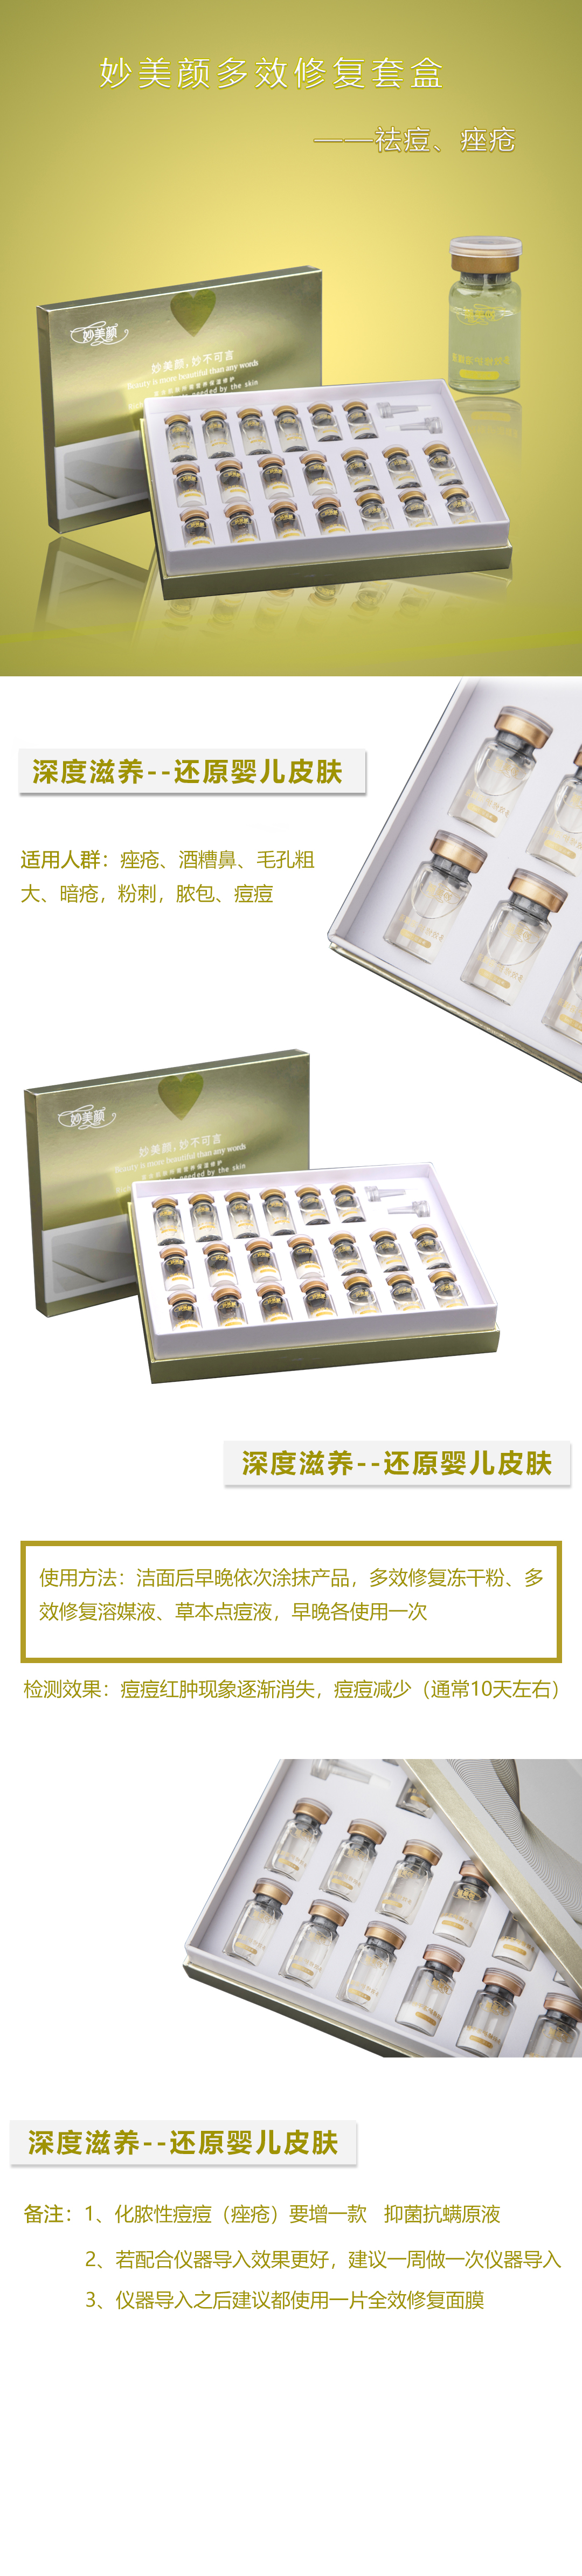 妙美颜多效修复套盒
——祛痘、痤疮
妙美颜
妙美颜,妙不可言
Beauty is more beautiful than any words
needed by the skin
深度滋养--还原婴儿皮肤
适用人群：痤疮、酒糟鼻、毛孔粗
大、暗疮，粉刺，脓包、痘痘
妙美颜
妙美颜,妙不可言
Beauty is more beautiful than any words
needed by the skin
深度滋养--还原婴儿皮肤
使用方法：洁面后早晚依次涂抹产品，多效修复冻干粉、多
效修复溶媒液、草本点痘液，早晚各使用一次
检测效果：痘痘红肿现象逐渐消失，痘痘减少（通常10天左右）
深度滋养--还原婴儿皮肤
备注：1、化脓性痘痘（痤疮）要增一款 抑菌抗螨原液
2、若配合仪器导入效果更好，建议一周做一次仪器导入
3、仪器导入之后建议都使用一片全效修复面膜